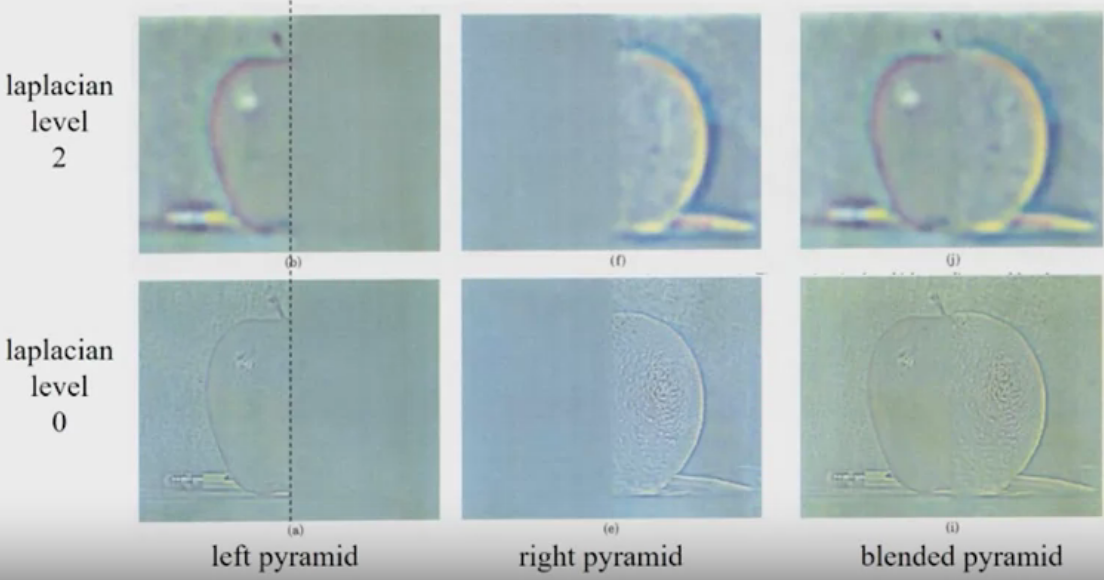 laplacian
level
2
(b)
(f)
(j)
laplacian
level
0
(a)
(e)
(i)
left pyramid
right pyramid
blended pyramid